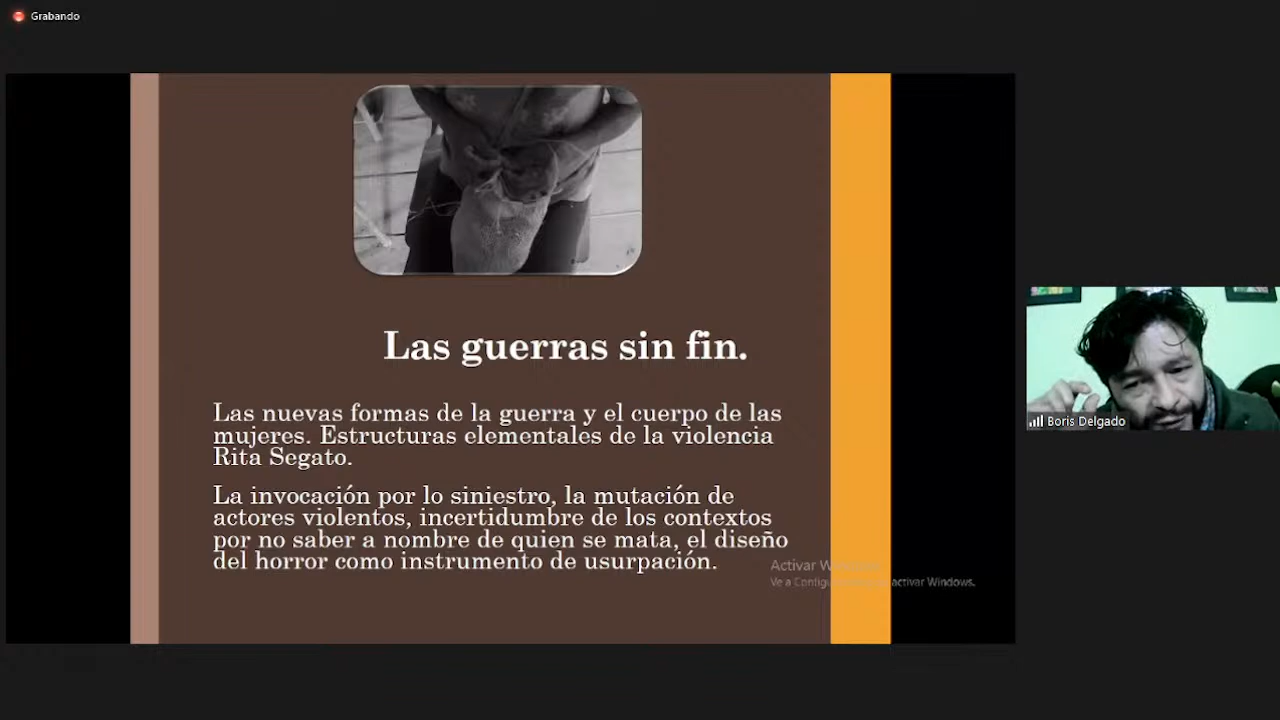 Grabando
Las guerras sin fin.
Las nuevas formas de la guerra y el cuerpo de las
mujeres. Estructuras elementales de la violencia
Rita Segato.
La invocación por lo siniestro, la mutación de
actores violentos, incertidumbre de los contextos
por no saber a nombre de quien se mata, el diseño
del horror como instrumento de usurpación.
Activar
activar Windows.
Boris Delgado